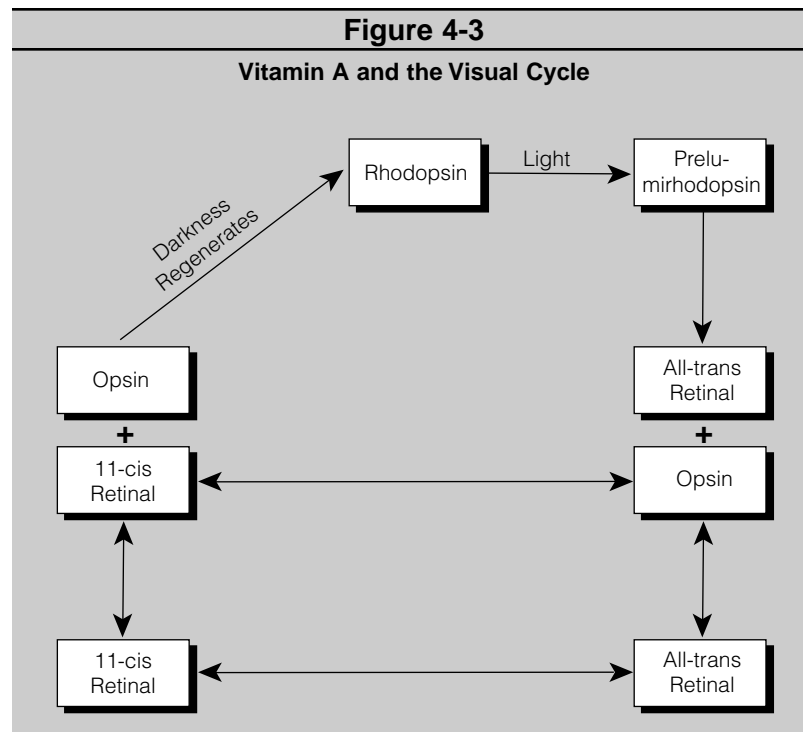 Figure 4-3
Vitamin A and the Visual Cycle
Rhodopsin
Light
Prelu-
mirhodopsin
Darkness
Regenerates
Opsin
+
11-cis
Retinal
All-trans
Retinal
+
Opsin
11-cis
Retinal
All-trans
Retinal